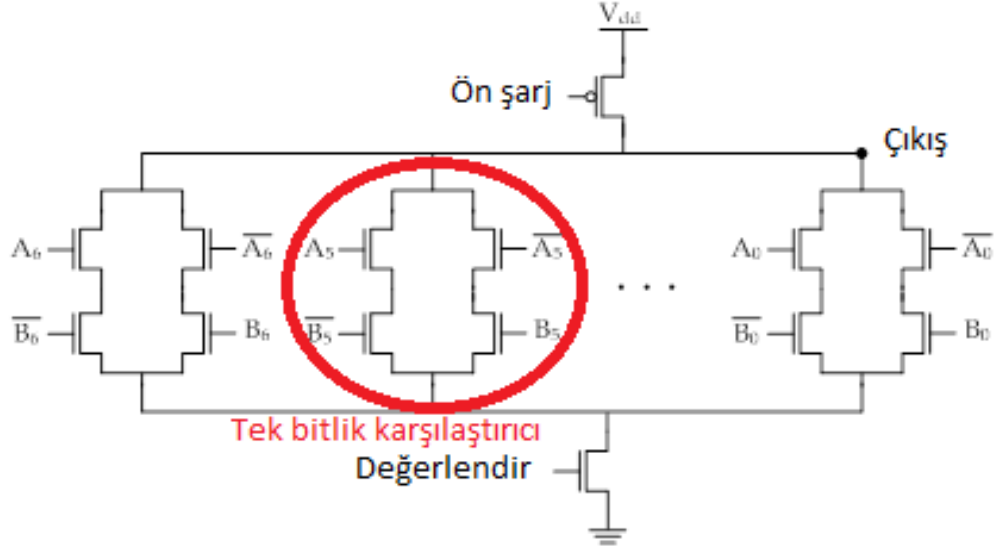 Vdd
Ön şarj
Çıkış
A6 A̅6̅ A5 A̅5̅ . . . A0 A̅0̅
B̅6̅ B6 B̅5̅ B5 B̅0̅ B0
Tek bitlik karşılaştırıcı
Değerlendir